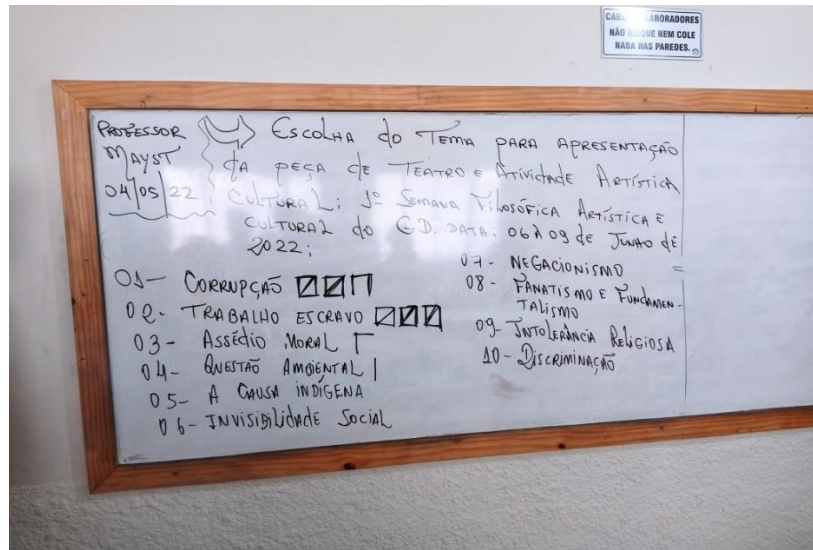 CAROS COLABORADORES
NÃO BLOQUE NEM COLE
NADA NAS PAREDES.
PROFESSOR
MAYST
04/05/22
ESCOLHA do TEMA PARA APRESENTAÇÃO
DA PEÇA dE TEATRO E ATIVIDADE ARTÍSTICA
CULTURAL: 1ª SEMANA FILOSÓFICA ARTÍSTICA E
CULTURAL do GD. DATA: 06 À 09 de JUNHO dE
2022:
01- CORRUPÇÃO
02- TRABALHO ESCRAVO
03- ASSÉDIO MORAL
04- QUESTÃO AMBIENTAL
05- A CAUSA INDÍGENA
06- INVISIBILIDADE SOCIAL
07- NEGACIONISMO =
08- FANATISMO E FUNDAMEN-
TALISMO
09- INTOLERÂNCIA RELIGIOSA
10- DISCRIMINAÇÃO